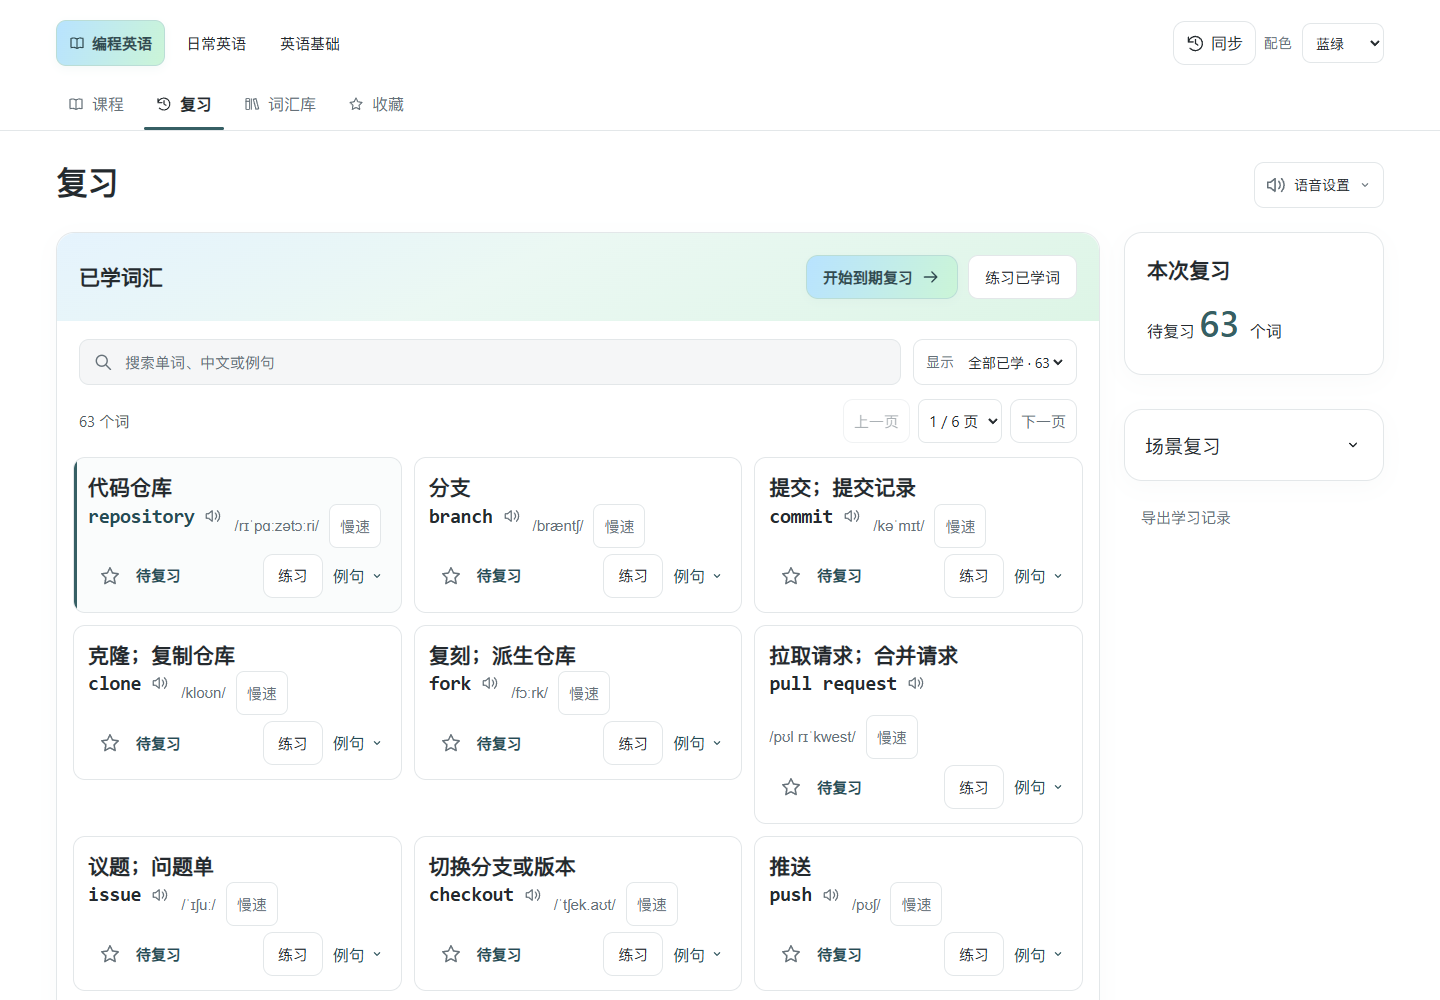 编程英语 日常英语 英语基础 同步 配色 蓝绿
课程 复习 词汇库 收藏
复习
语音设置
已学词汇
开始到期复习 → 练习已学词
搜索单词、中文或例句
显示 全部已学 · 63
63 个词
上一页 1 / 6 页 下一页
代码仓库
repository /rɪˈpɑːzətɔːri/ 慢速
待复习 练习 例句
分支
branch /bræntʃ/ 慢速
待复习 练习 例句
提交；提交记录
commit /kəˈmɪt/ 慢速
待复习 练习 例句
克隆；复制仓库
clone /kloʊn/ 慢速
待复习 练习 例句
复刻；派生仓库
fork /fɔːrk/ 慢速
待复习 练习 例句
拉取请求；合并请求
pull request
/pʊl rɪˈkwest/ 慢速
待复习 练习 例句
议题；问题单
issue /ˈɪʃuː/ 慢速
待复习 练习 例句
切换分支或版本
checkout /ˈtʃek.aʊt/ 慢速
待复习 练习 例句
推送
push /pʊʃ/ 慢速
待复习 练习 例句
本次复习
待复习 63 个词
场景复习
导出学习记录